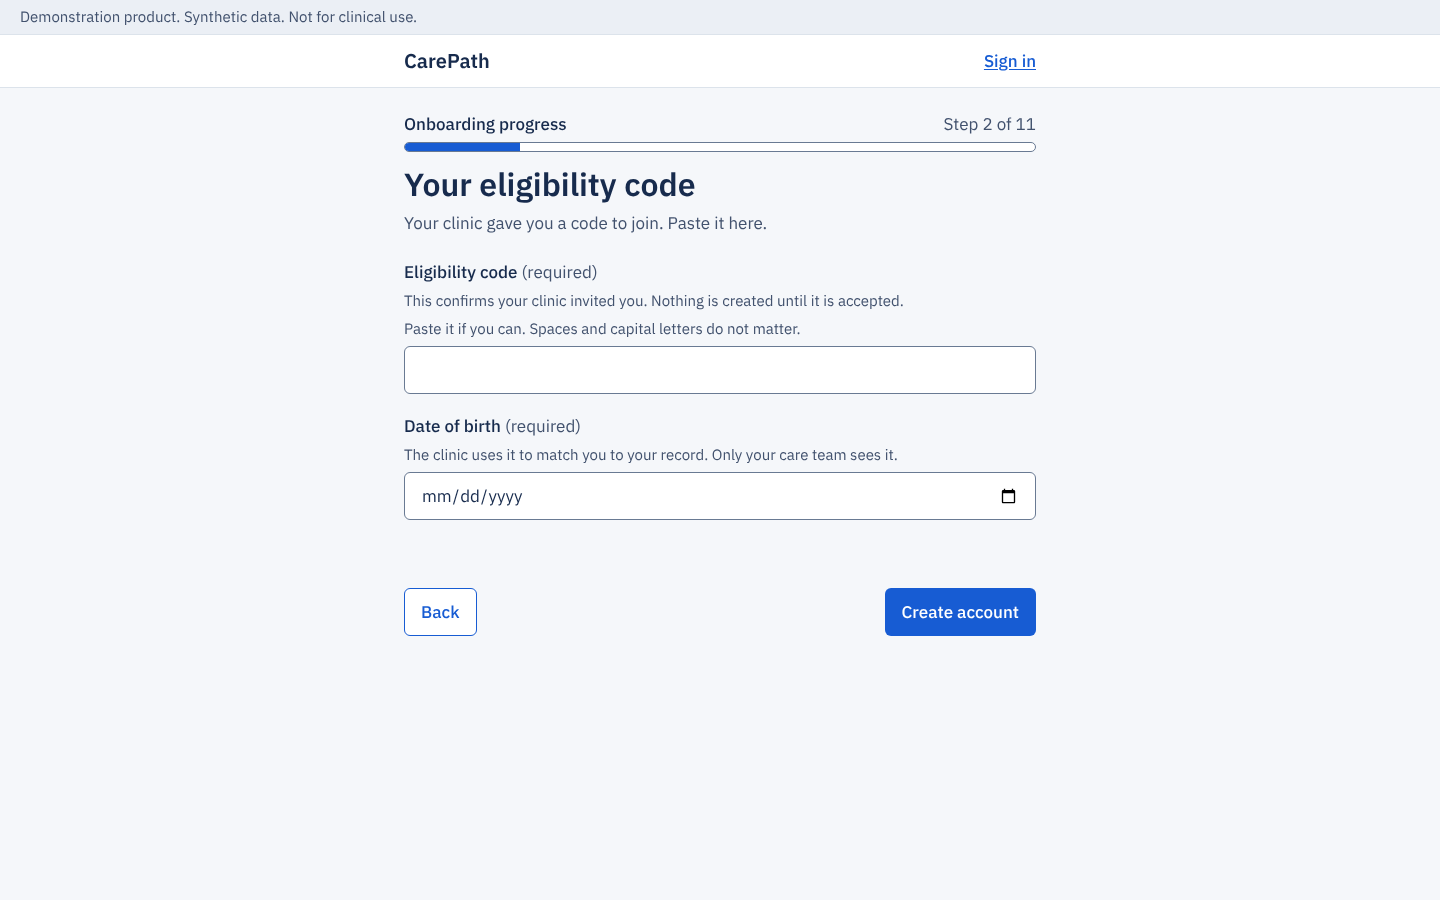 Demonstration product. Synthetic data. Not for clinical use.
CarePath
Sign in
Onboarding progress
Step 2 of 11
Your eligibility code
Your clinic gave you a code to join. Paste it here.
Eligibility code (required)
This confirms your clinic invited you. Nothing is created until it is accepted.
Paste it if you can. Spaces and capital letters do not matter.
Date of birth (required)
The clinic uses it to match you to your record. Only your care team sees it.
mm/dd/yyyy
Back
Create account